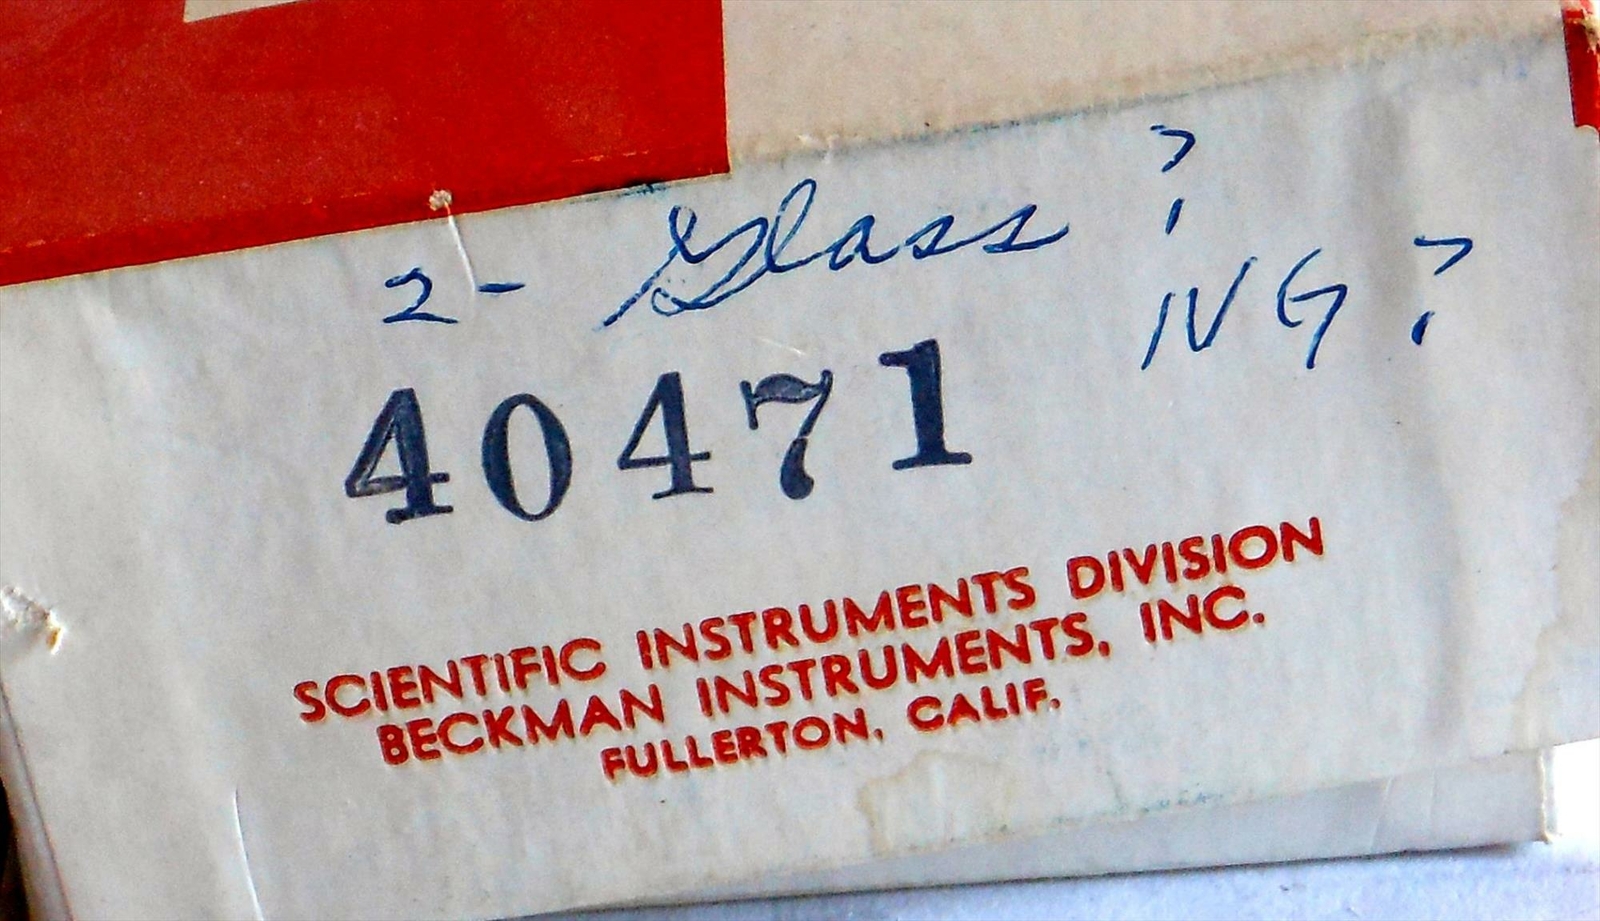 2- Glass ?
NG ?
40471
SCIENTIFIC INSTRUMENTS DIVISION
BECKMAN INSTRUMENTS, INC.
FULLERTON, CALIF.